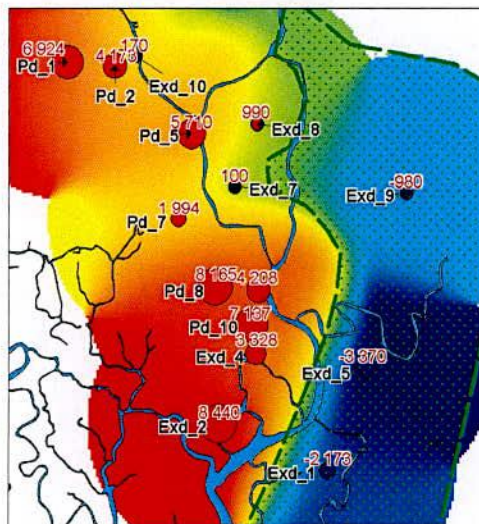 6 924
Pd_1
170
4 178
Pd_2
Exd_10
5 710
Pd_5
990
Exd_8
100
Exd_7
-980
Exd_9
1 994
Pd_7
8 165
Pd_8
4 208
7 137
Pd_10
3 328
Exd_4
-3 370
Exd_5
8 440
Exd_2
-2 173
Exd_1